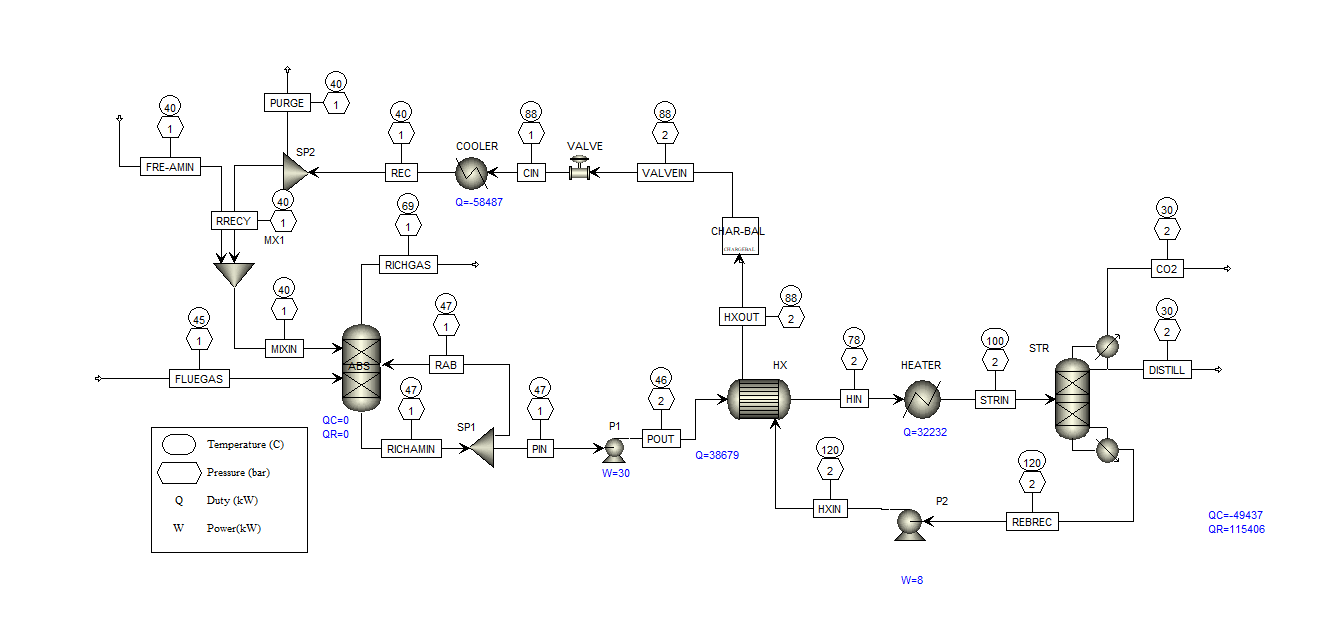 40
PURGE
1
40
1
FRE-AMIN
SP2
40
1
REC
COOLER
Q=-58487
88
1
CIN
VALVE
88
2
VALVEIN
RRECY
40
1
MX1
69
1
RICHGAS
CHAR-BAL
CHARGEBAL
30
2
CO2
40
1
MIXIN
45
1
FLUEGAS
ABS
47
1
RAB
HXOUT
88
2
78
2
HIN
HX
HEATER
Q=32232
100
2
STRIN
STR
30
2
DISTILL
QC=0
QR=0
47
1
RICHAMIN
SP1
47
1
PIN
P1
W=30
46
2
POUT
Q=38679
120
2
HXIN
P2
W=8
120
2
REBREC
QC=-49437
QR=115406
Temperature (C)
Pressure (bar)
Q Duty (kW)
W Power(kW)